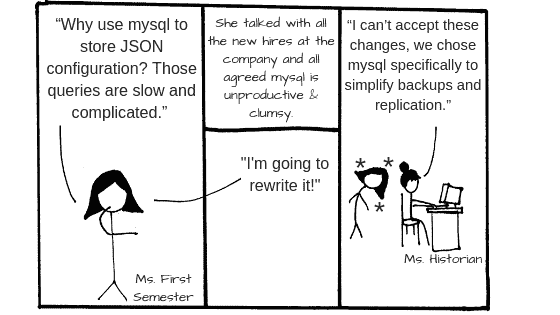 “Why use mysql to
store JSON
configuration? Those
queries are slow and
complicated.”
Ms. First
Semester
She talked with all
the new hires at the
company and all
agreed mysql is
unproductive &
clumsy.
"I'm going to
rewrite it!"
“I can’t accept these
changes, we chose
mysql specifically to
simplify backups and
replication.”
* *
*
Ms. Historian